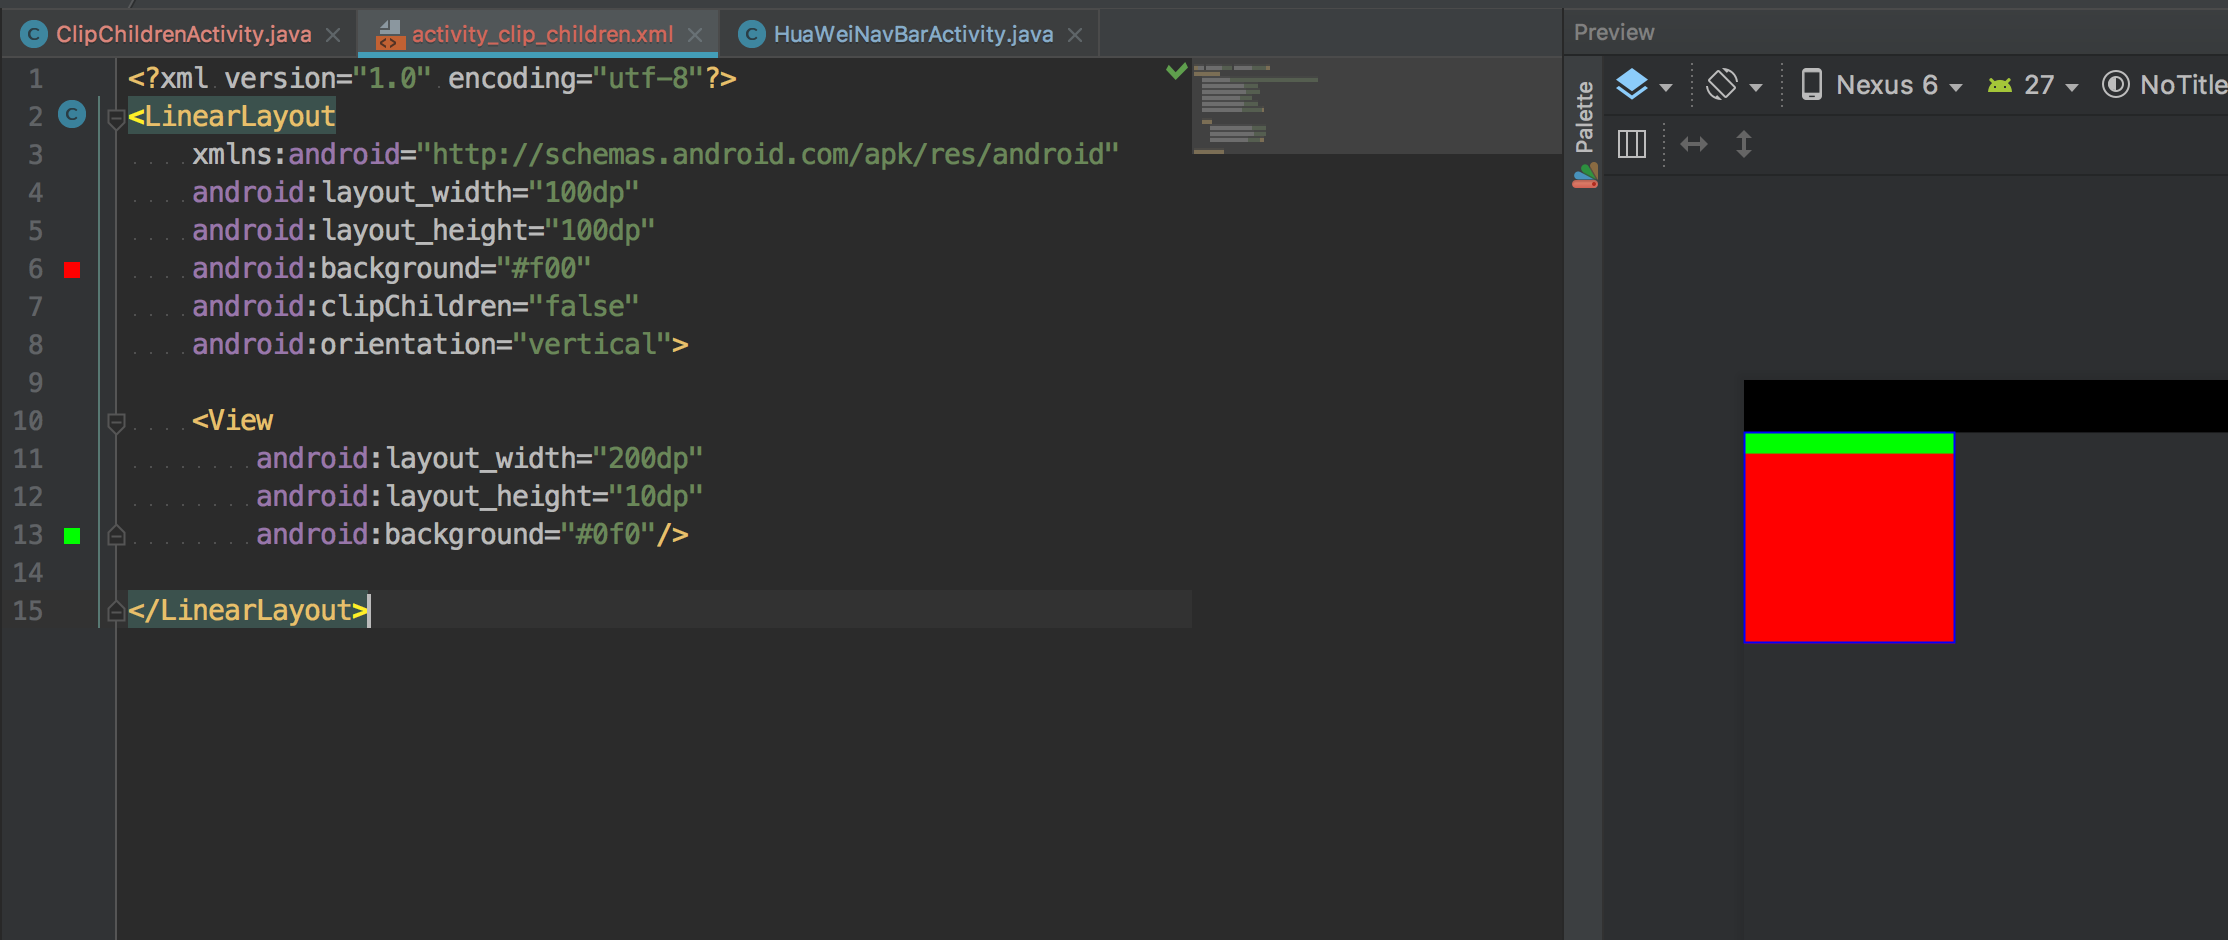 ClipChildrenActivity.java
activity_clip_children.xml
HuaWeiNavBarActivity.java
Preview
1 <?xml version="1.0" encoding="utf-8"?>
2 <LinearLayout
3 xmlns:android="http://schemas.android.com/apk/res/android"
4 android:layout_width="100dp"
5 android:layout_height="100dp"
6 android:background="#f00"
7 android:clipChildren="false"
8 android:orientation="vertical">
9
10 <View
11 android:layout_width="200dp"
12 android:layout_height="10dp"
13 android:background="#0f0"/>
14
15 </LinearLayout>
Palette
Nexus 6
27
NoTitle